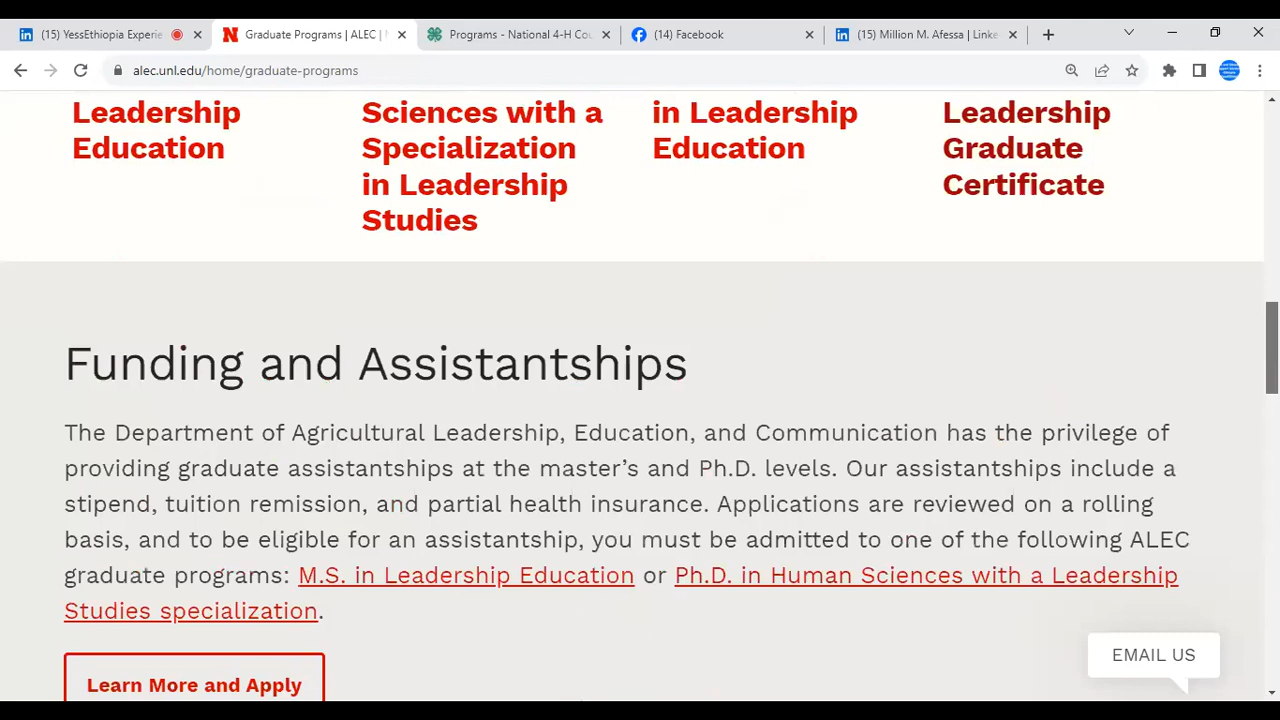 (15) YessEthiopia Experie
Graduate Programs | ALEC | N
Programs - National 4-H Cou
(14) Facebook
(15) Million M. Afessa | Linke
alec.unl.edu/home/graduate-programs
Leadership
Education
Sciences with a
Specialization
in Leadership
Studies
in Leadership
Education
Leadership
Graduate
Certificate
Funding and Assistantships
The Department of Agricultural Leadership, Education, and Communication has the privilege of
providing graduate assistantships at the master’s and Ph.D. levels. Our assistantships include a
stipend, tuition remission, and partial health insurance. Applications are reviewed on a rolling
basis, and to be eligible for an assistantship, you must be admitted to one of the following ALEC
graduate programs: M.S. in Leadership Education or Ph.D. in Human Sciences with a Leadership
Studies specialization.
Learn More and Apply
EMAIL US